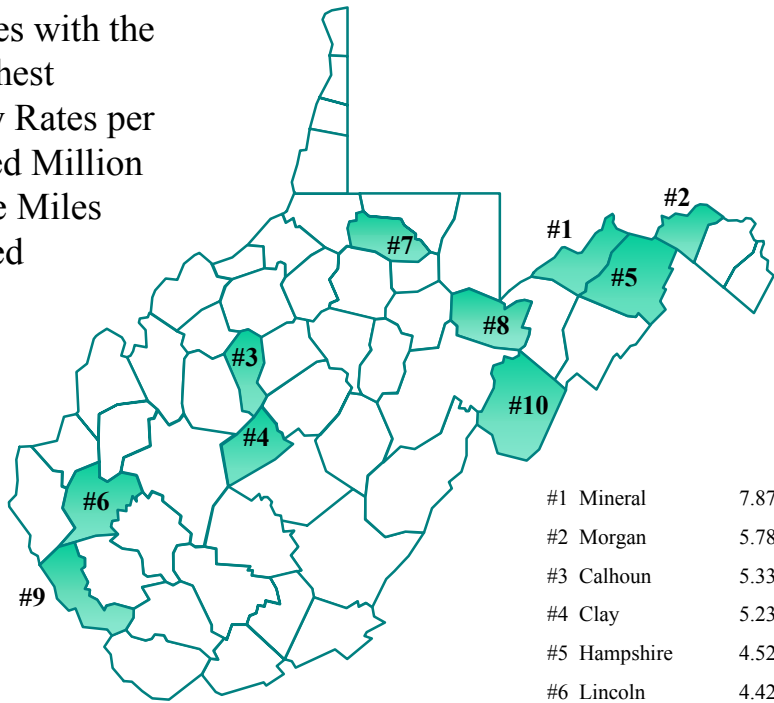 es with the
hest
y Rates per
ed Million
e Miles
ed
#2
#1
#7
#5
#8
#3
#10
#4
#6
#9
#1 Mineral 7.87
#2 Morgan 5.78
#3 Calhoun 5.33
#4 Clay 5.23
#5 Hampshire 4.52
#6 Lincoln 4.42